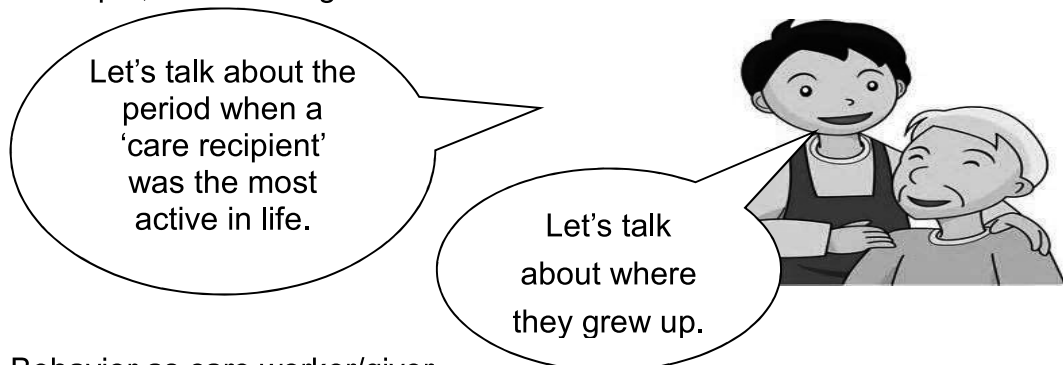 Let's talk about the
period when a
‘care recipient’
was the most
active in life.
Let's talk
about where
they grew up.
Behavior as care worker/giver